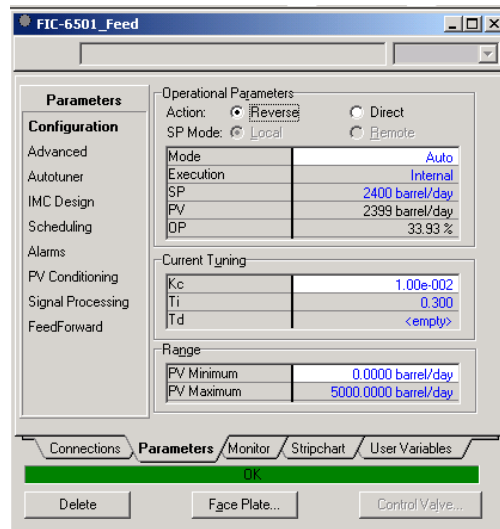 FIC-6501_Feed
Parameters
Configuration
Advanced
Autotuner
IMC Design
Scheduling
Alarms
PV Conditioning
Signal Processing
FeedForward
Operational Parameters
Action: Reverse Direct
SP Mode: Local Remote
Mode Auto
Execution Internal
SP 2400 barrel/day
PV 2399 barrel/day
OP 33.93 %
Current Tuning
Kc 1.00e-002
Ti 0.300
Td <empty>
Range
PV Minimum 0.0000 barrel/day
PV Maximum 5000.0000 barrel/day
Connections Parameters Monitor Stripchart User Variables
OK
Delete Face Plate... Control Valve...